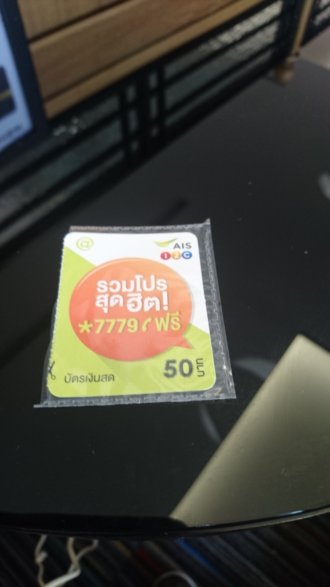 @
AIS
12C
รวมโปร
สุดฮิต!
*7779 ฟรี
บัตรเงินสด
50 บาท